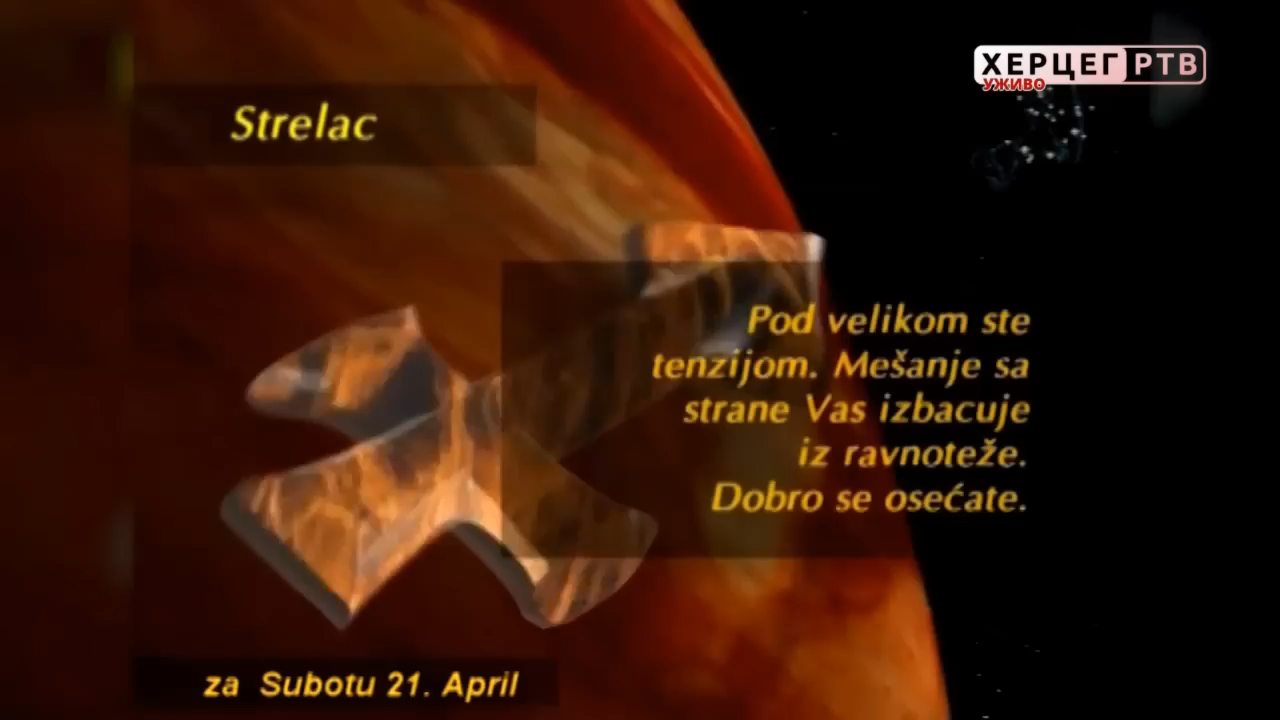 ХЕРЦЕГ РТВ
УЖИВО
Strelac
Pod velikom ste
tenzijom. Mešanje sa
strane Vas izbacuje
iz ravnoteže.
Dobro se osećate.
za Subotu 21. April